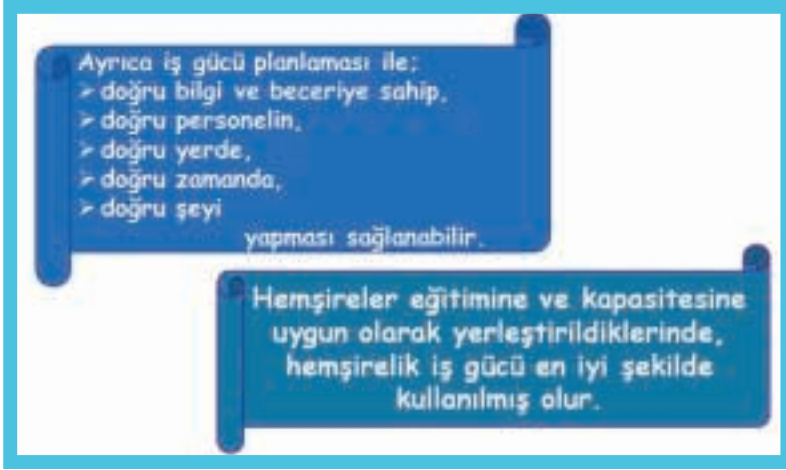 Ayrıca iş gücü planlaması ile;
➢ doğru bilgi ve beceriye sahip,
➢ doğru personelin,
➢ doğru yerde,
➢ doğru zamanda,
➢ doğru şeyi
yapması sağlanabilir.
Hemşireler eğitimine ve kapasitesine
uygun olarak yerleştirildiklerinde,
hemşirelik iş gücü en iyi şekilde
kullanılmış olur.